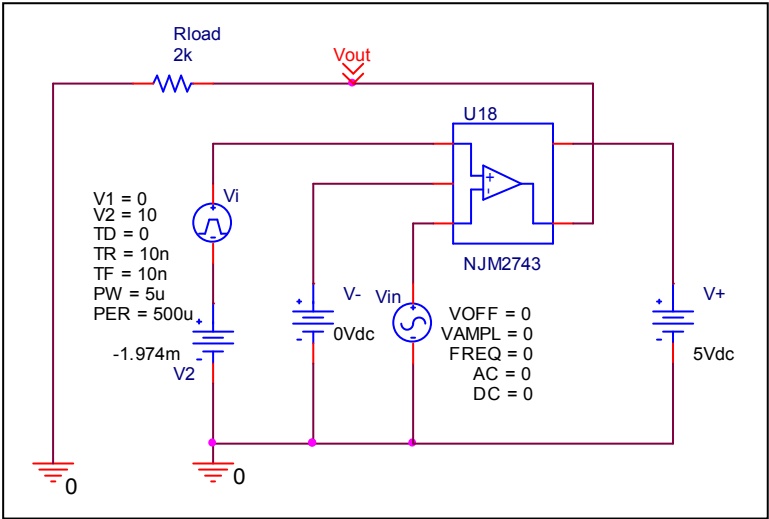 Rload
2k
Vout
U18
+
-
NJM2743
V1 = 0
V2 = 10
TD = 0
TR = 10n
TF = 10n
PW = 5u
PER = 500u
Vi
+
-
-1.974m
+
-
V2
V-
+
-
0Vdc
Vin
+
-
VOFF = 0
VAMPL = 0
FREQ = 0
AC = 0
DC = 0
V+
+
-
5Vdc
0
0